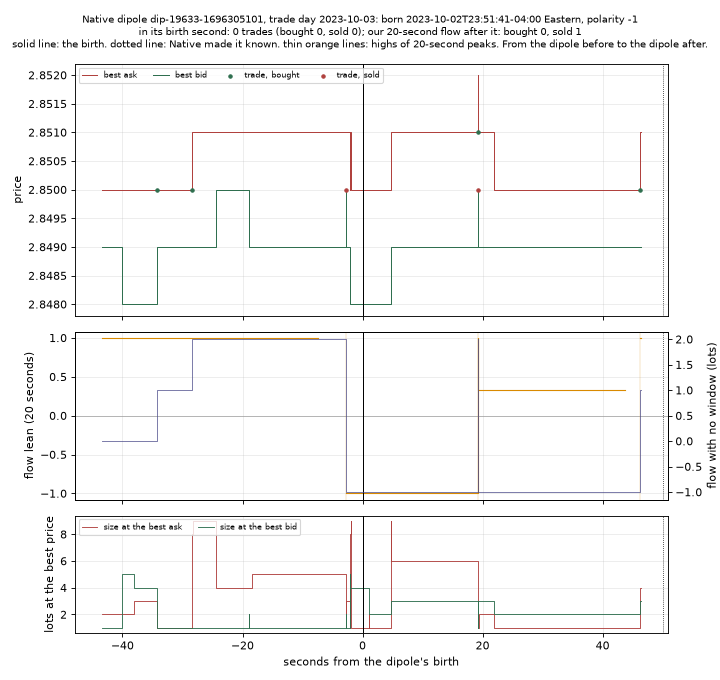 Native dipole dip-19633-1696305101, trade day 2023-10-03: born 2023-10-02T23:51:41-04:00 Eastern, polarity -1
in its birth second: 0 trades (bought 0, sold 0); our 20-second flow after it: bought 0, sold 1
solid line: the birth. dotted line: Native made it known. thin orange lines: highs of 20-second peaks. From the dipole before to the dipole after.
best ask
best bid
trade, bought
trade, sold
2.8520
2.8515
2.8510
2.8505
2.8500
2.8495
2.8490
2.8485
2.8480
price
1.0
0.5
0.0
−0.5
−1.0
flow lean (20 seconds)
2.0
1.5
1.0
0.5
0.0
−0.5
−1.0
flow with no window (lots)
size at the best ask
size at the best bid
8
6
4
2
lots at the best price
−40
−20
0
20
40
seconds from the dipole's birth